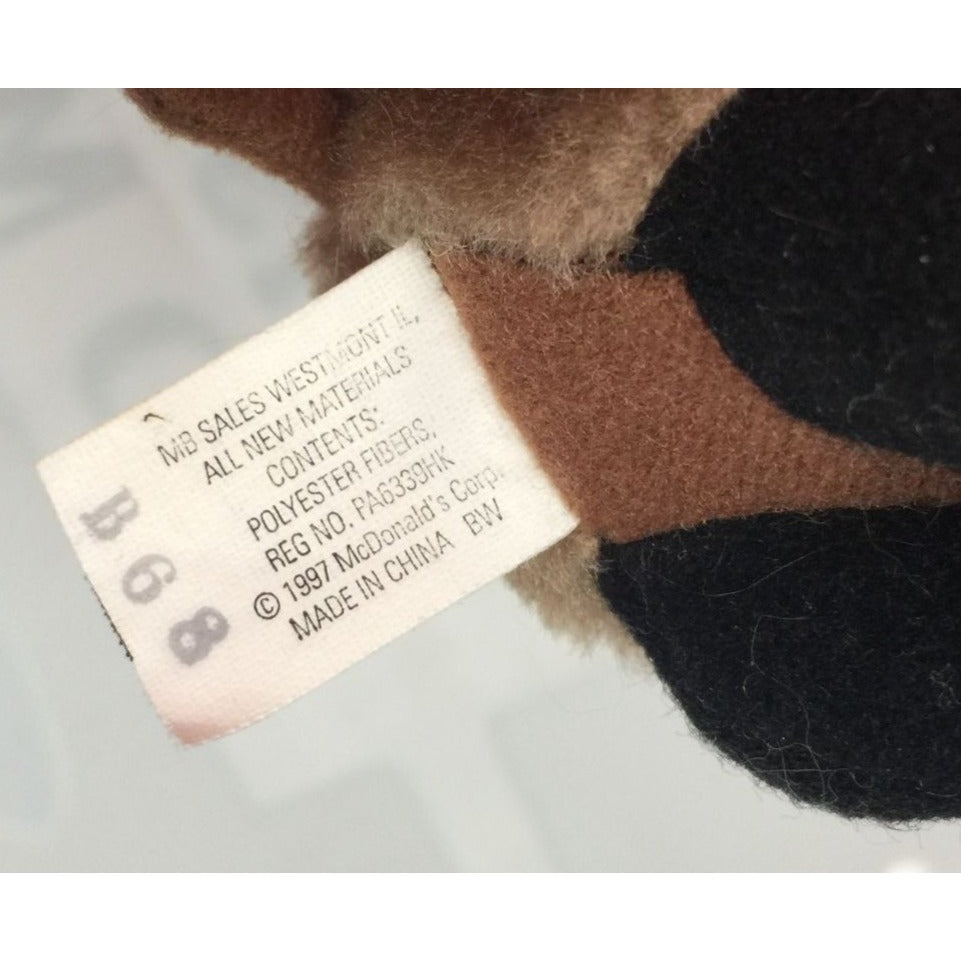 MB SALES WESTMONT IL,
ALL NEW MATERIALS
CONTENTS:
POLYESTER FIBERS,
REG NO. PA6339HK
© 1997 McDonald's Corp.
MADE IN CHINA BW
B68